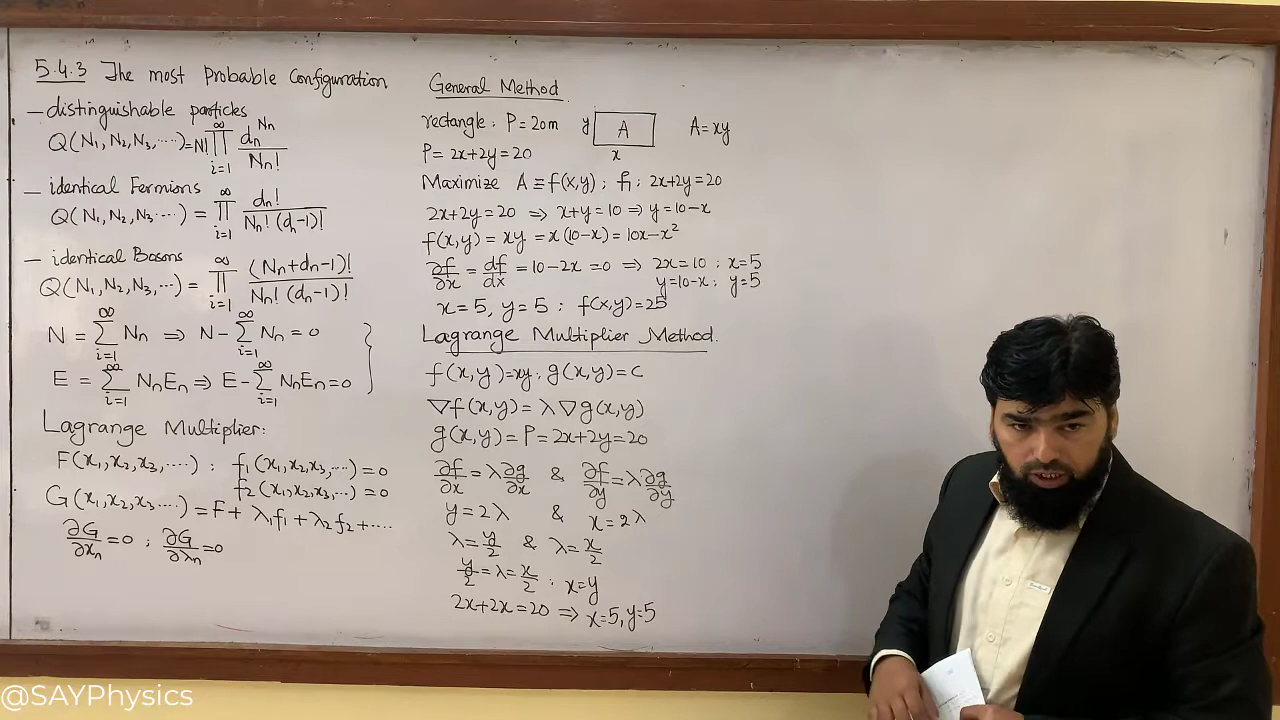 5.4.3 The most Probable Configuration
— distinguishable particles
Q(N₁, N₂, N₃, ....) = N! ∏_{i=1}^{∞} dₙ^{Nₙ} / Nₙ!
— identical Fermions
Q(N₁, N₂, N₃ ....) = ∏_{i=1}^{∞} dₙ! / Nₙ! (dₙ-1)!
— identical Bosons
Q(N₁, N₂, N₃, ...) = ∏_{i=1}^{∞} (Nₙ+dₙ-1)! / Nₙ! (dₙ-1)!
N = ∑_{i=1}^{∞} Nₙ ⇒ N - ∑_{i=1}^{∞} Nₙ = 0
E = ∑_{i=1}^{∞} NₙEₙ ⇒ E - ∑_{i=1}^{∞} NₙEₙ = 0 }
Lagrange Multiplier:
F(x₁, x₂, x₃, ....) ; f₁(x₁, x₂, x₃, ...) = 0
f₂(x₁, x₂, x₃, ...) = 0
G(x₁, x₂, x₃....) = F + λ₁f₁ + λ₂f₂ + ....
∂G/∂xₙ = 0 ; ∂G/∂λₙ = 0
General Method
rectangle: P = 20m y A x A = xy
P = 2x+2y = 20
Maximize A ≡ f(x,y) ; f₁: 2x+2y = 20
2x+2y = 20 ⇒ x+y = 10 ⇒ y = 10-x
f(x,y) = xy = x(10-x) = 10x-x²
∂f/∂x = df/dx = 10-2x = 0 ⇒ 2x = 10 ; x = 5
y = 10-x ; y = 5
x = 5, y = 5 ; f(x,y) = 25
Lagrange Multiplier Method.
f(x,y) = xy ; g(x,y) = c
∇f(x,y) = λ∇g(x,y)
g(x,y) = P = 2x+2y = 20
∂f/∂x = λ∂g/∂x & ∂f/∂y = λ∂g/∂y
y = 2λ & x = 2λ
λ = y/2 & λ = x/2
y/2 = λ = x/2 ; x = y
2x+2x = 20 ⇒ x = 5, y = 5
@SAYPhysics